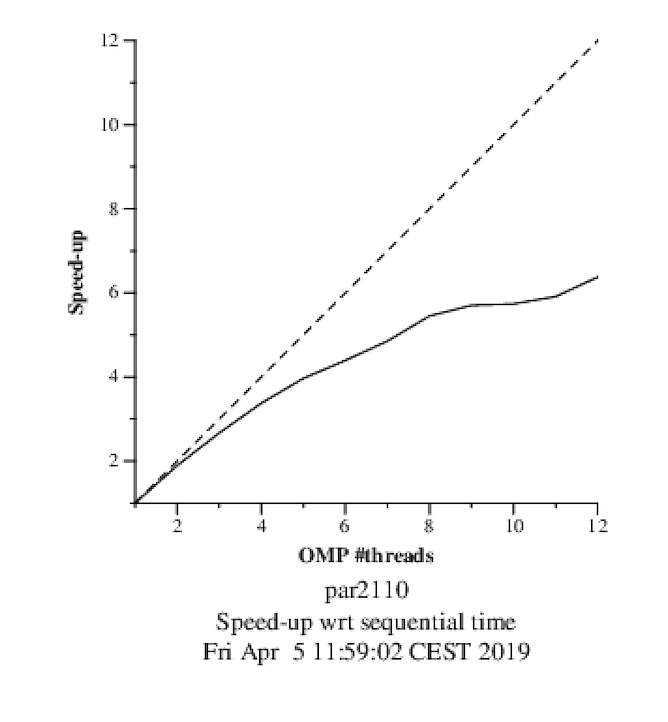 12
10
8
6
4
2
Speed-up
2 4 6 8 10 12
OMP #threads
par2110
Speed-up wrt sequential time
Fri Apr  5 11:59:02 CEST 2019